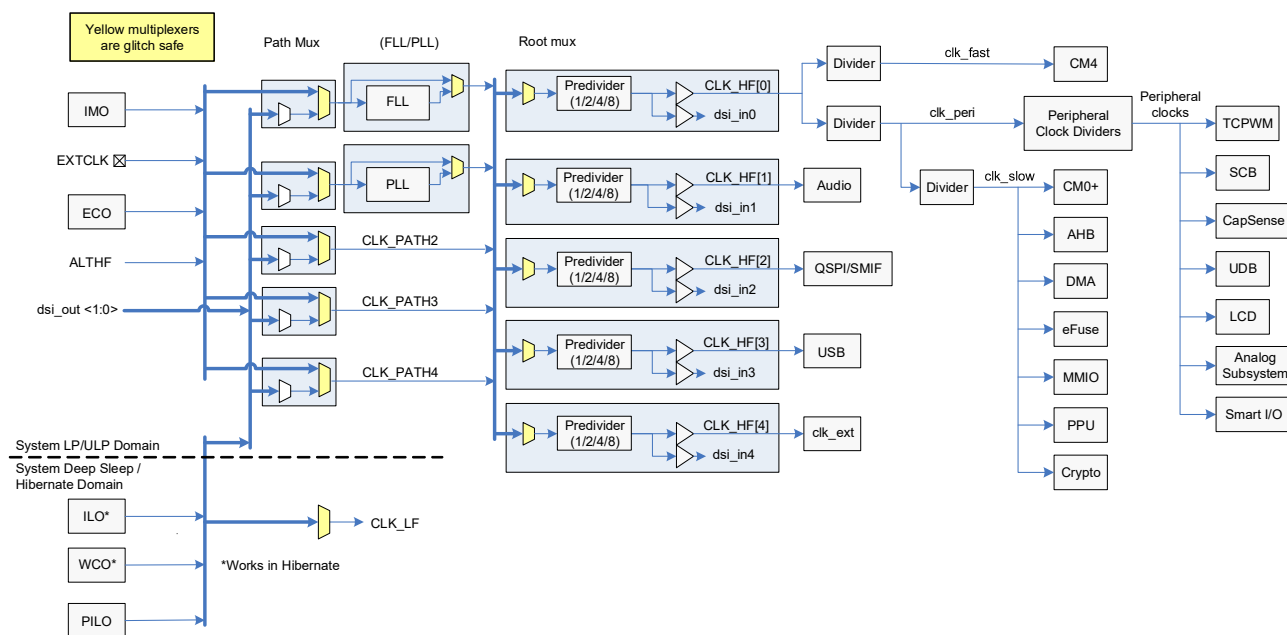 Yellow multiplexers
are glitch safe
Path Mux
(FLL/PLL)
Root mux
IMO
EXTCLK
ECO
ALTHF
dsi_out <1:0>
FLL
PLL
CLK_PATH2
CLK_PATH3
CLK_PATH4
Predivider
(1/2/4/8)
CLK_HF[0]
dsi_in0
Predivider
(1/2/4/8)
CLK_HF[1]
dsi_in1
Audio
Predivider
(1/2/4/8)
CLK_HF[2]
dsi_in2
QSPI/SMIF
Predivider
(1/2/4/8)
CLK_HF[3]
dsi_in3
USB
Predivider
(1/2/4/8)
CLK_HF[4]
dsi_in4
clk_ext
Divider
clk_fast
CM4
Divider
clk_peri
Peripheral
Clock Dividers
Peripheral
clocks
Divider
clk_slow
CM0+
AHB
DMA
eFuse
MMIO
PPU
Crypto
TCPWM
SCB
CapSense
UDB
LCD
Analog
Subsystem
Smart I/O
System LP/ULP Domain
System Deep Sleep /
Hibernate Domain
ILO*
WCO*
PILO
CLK_LF
*Works in Hibernate